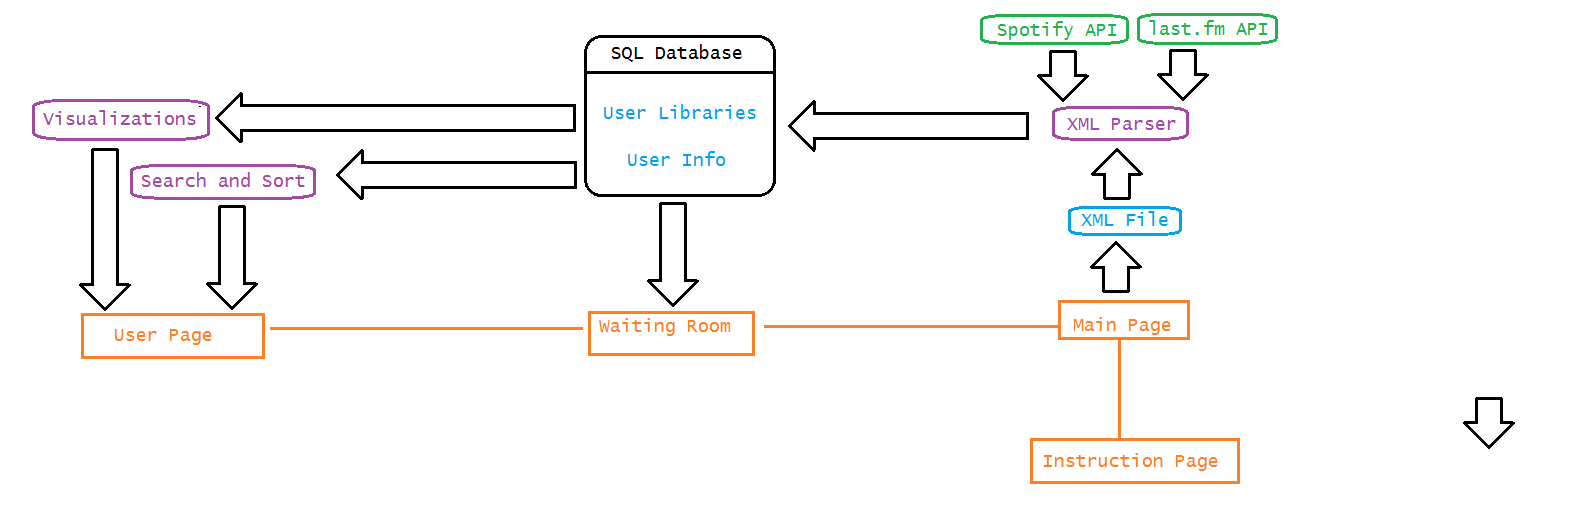 Spotify API
last.fm API
SQL Database
User Libraries
User Info
Visualizations
XML Parser
Search and Sort
XML File
User Page
Waiting Room
Main Page
Instruction Page